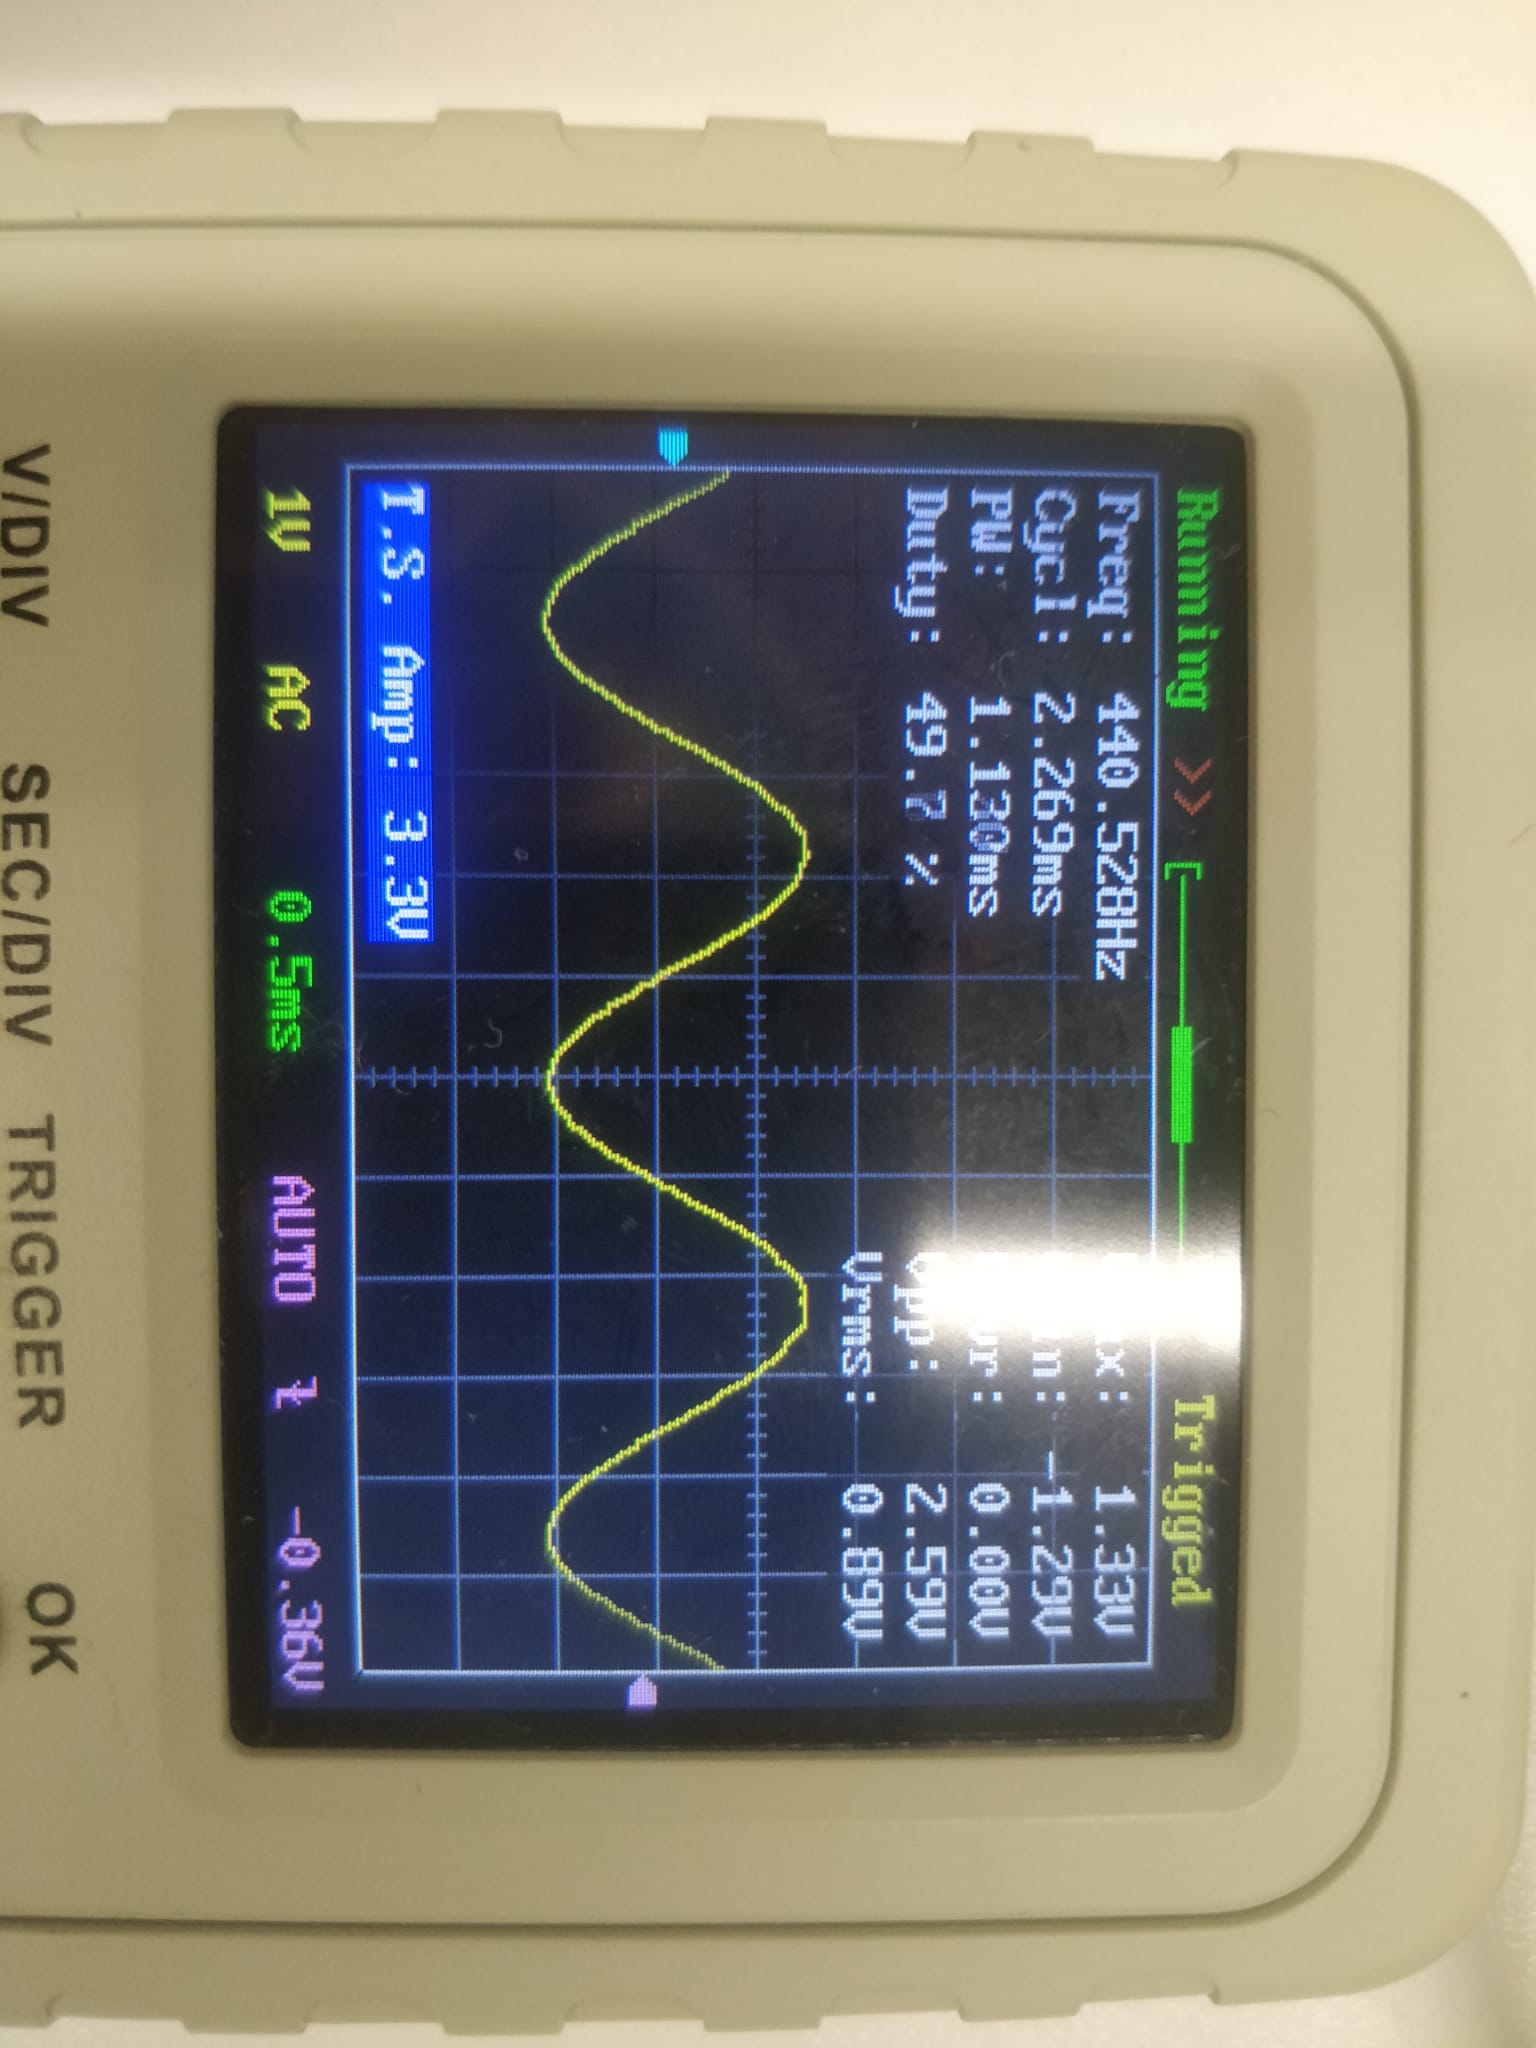 Running >> Trigged
Freq: 440.528Hz 1.33V
Cycl: 2.269ms -1.29V
PW: 1.130ms 0.00V
Duty: 49.7 % Vpp: 2.59V
Vrms: 0.89V
T.S. Amp: 3.3V
1V AC 0.5ms AUTO -0.36V
V/DIV SEC/DIV TRIGGER OK